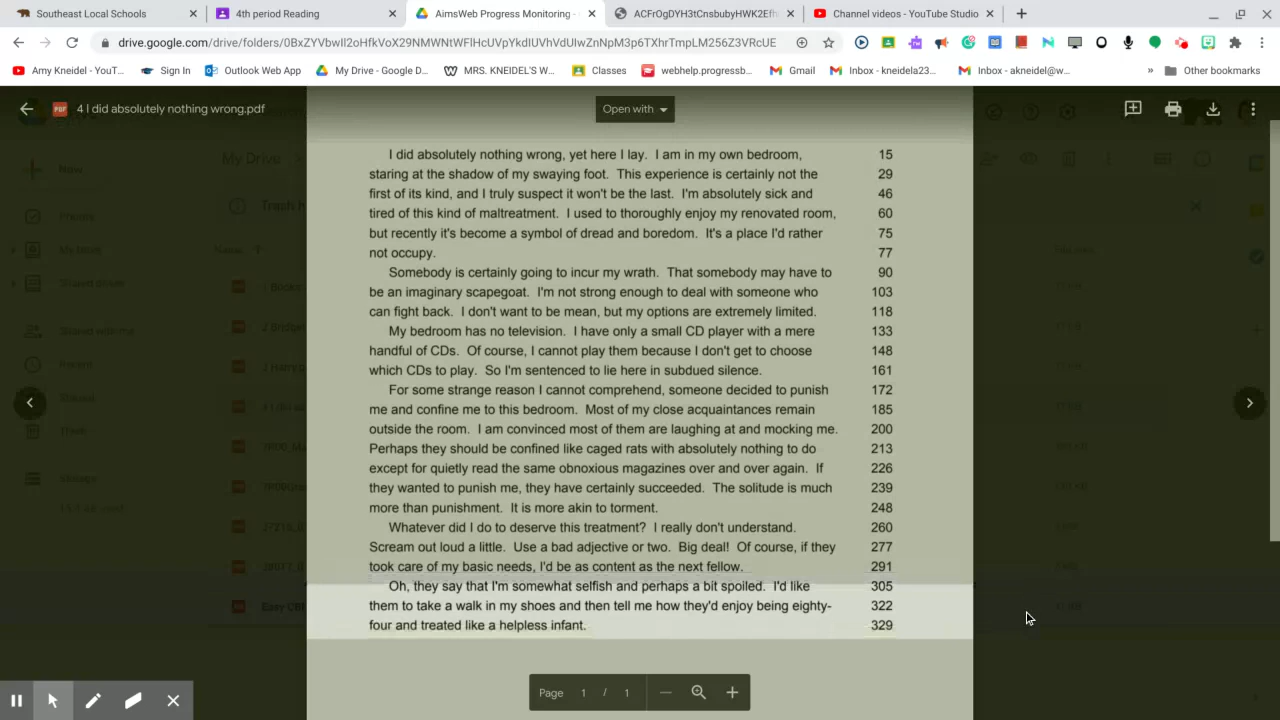 Southeast Local Schools
4th period Reading
AimsWeb Progress Monitoring -
ACFrOgDYH3tCnsbubyHWK2Efh
Channel videos - YouTube Studio
drive.google.com/drive/folders/
Amy Kneidel - YouT...
Sign In
Outlook Web App
My Drive - Google D...
MRS. KNEIDEL'S W...
Classes
webhelp.progressb...
Gmail
Inbox - kneidela23...
Inbox - akneidel@w...
»
Other bookmarks
PDF
4 I did absolutely nothing wrong.pdf
Open with
My Drive
New
I did absolutely nothing wrong, yet here I lay. I am in my own bedroom, 15
staring at the shadow of my swaying foot. This experience is certainly not the 29
first of its kind, and I truly suspect it won't be the last. I'm absolutely sick and 46
tired of this kind of maltreatment. I used to thoroughly enjoy my renovated room, 60
but recently it's become a symbol of dread and boredom. It's a place I'd rather 75
not occupy. 77
Somebody is certainly going to incur my wrath. That somebody may have to 90
be an imaginary scapegoat. I'm not strong enough to deal with someone who 103
can fight back. I don't want to be mean, but my options are extremely limited. 118
My bedroom has no television. I have only a small CD player with a mere 133
handful of CDs. Of course, I cannot play them because I don't get to choose 148
which CDs to play. So I'm sentenced to lie here in subdued silence. 161
For some strange reason I cannot comprehend, someone decided to punish 172
me and confine me to this bedroom. Most of my close acquaintances remain 185
outside the room. I am convinced most of them are laughing at and mocking me. 200
Perhaps they should be confined like caged rats with absolutely nothing to do 213
except for quietly read the same obnoxious magazines over and over again. If 226
they wanted to punish me, they have certainly succeeded. The solitude is much 239
more than punishment. It is more akin to torment. 248
Whatever did I do to deserve this treatment? I really don't understand. 260
Scream out loud a little. Use a bad adjective or two. Big deal! Of course, if they 277
took care of my basic needs, I'd be as content as the next fellow. 291
Oh, they say that I'm somewhat selfish and perhaps a bit spoiled. I'd like 305
them to take a walk in my shoes and then tell me how they'd enjoy being eighty- 322
four and treated like a helpless infant. 329
Shared with me
Name
Page 1 / 1